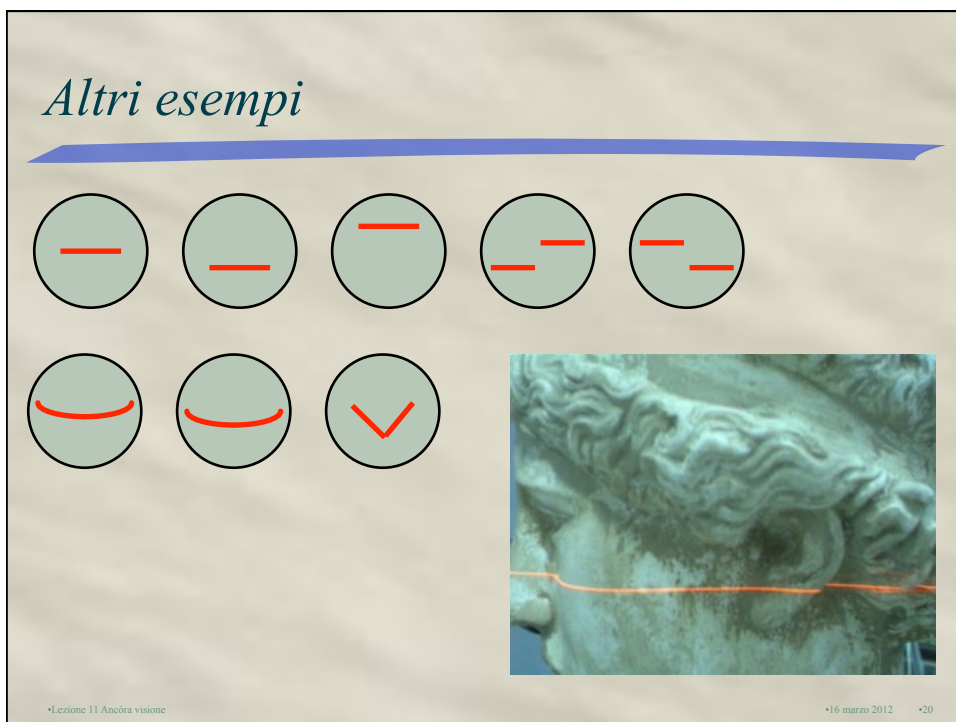 Altri esempi
•Lezione 11 Ancóra visione
•16 marzo 2012 •20